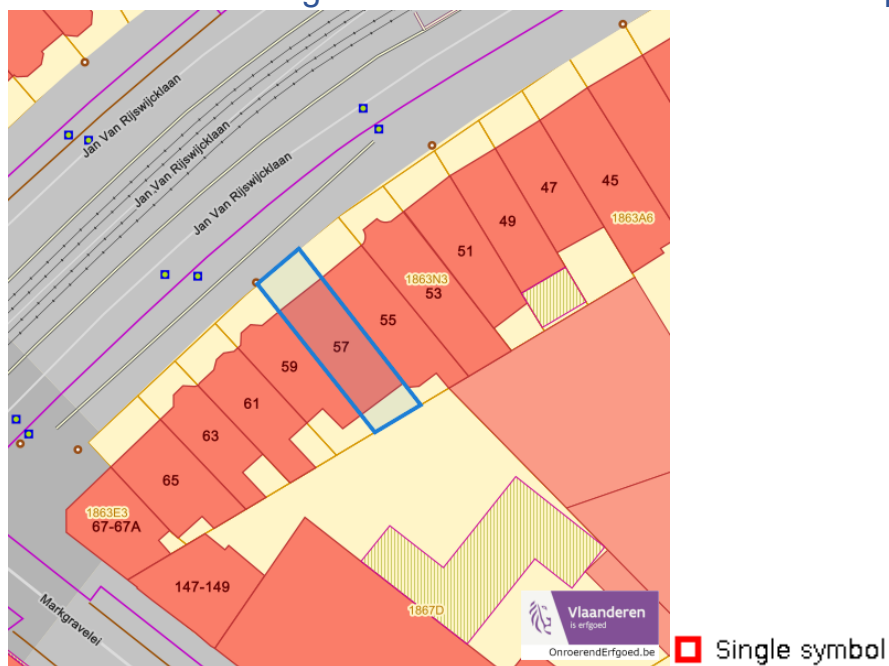 Jan Van Rijswijcklaan
Jan Van Rijswijcklaan
Jan Van Rijswijcklaan
45
1863A6
47
49
51
1863N3
53
55
57
59
61
63
65
1863E3
67-67A
147-149
1867D
Markgravelei
Vlaanderen
is erfgoed
OnroerendErfgoed.be
Single symbol